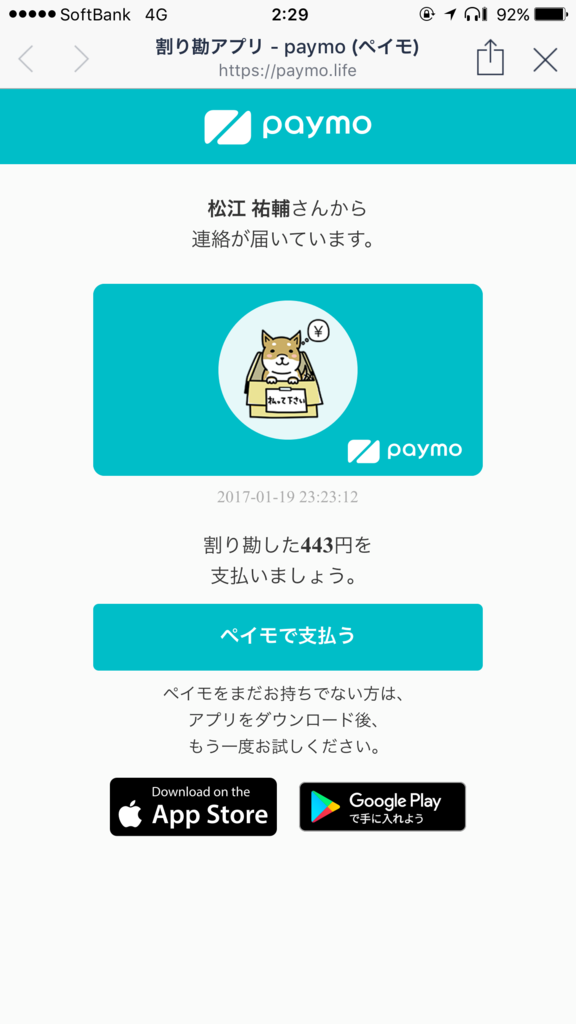 SoftBank 4G 2:29 92%
割り勘アプリ - paymo (ペイモ)
https://paymo.life
paymo
松江 祐輔さんから
連絡が届いています。
¥
払って下さい
paymo
2017-01-19 23:23:12
割り勘した443円を
支払いましょう。
ペイモで支払う
ペイモをまだお持ちでない方は、
アプリをダウンロード後、
もう一度お試しください。
Download on the
App Store
Google Play
で手に入れよう